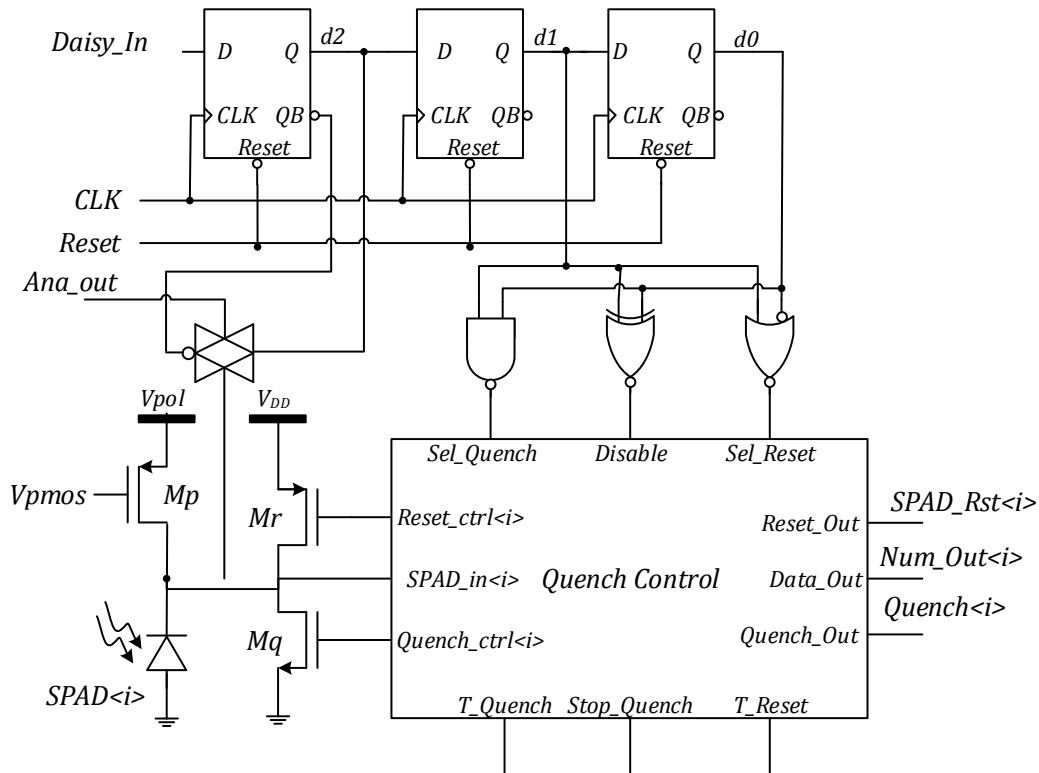 Daisy_In
D
Q
d2
D
Q
d1
D
Q
d0
CLK
QB
CLK
QB
CLK
QB
Reset
Reset
Reset
CLK
Reset
Ana_out
Vpol
VDD
Sel_Quench
Disable
Sel_Reset
Vpmos
Mp
Mr
Reset_ctrl<i>
Reset_Out
SPAD_Rst<i>
SPAD_in<i>
Quench Control
Data_Out
Num_Out<i>
Mq
Quench_ctrl<i>
Quench_Out
Quench<i>
SPAD<i>
T_Quench
Stop_Quench
T_Reset